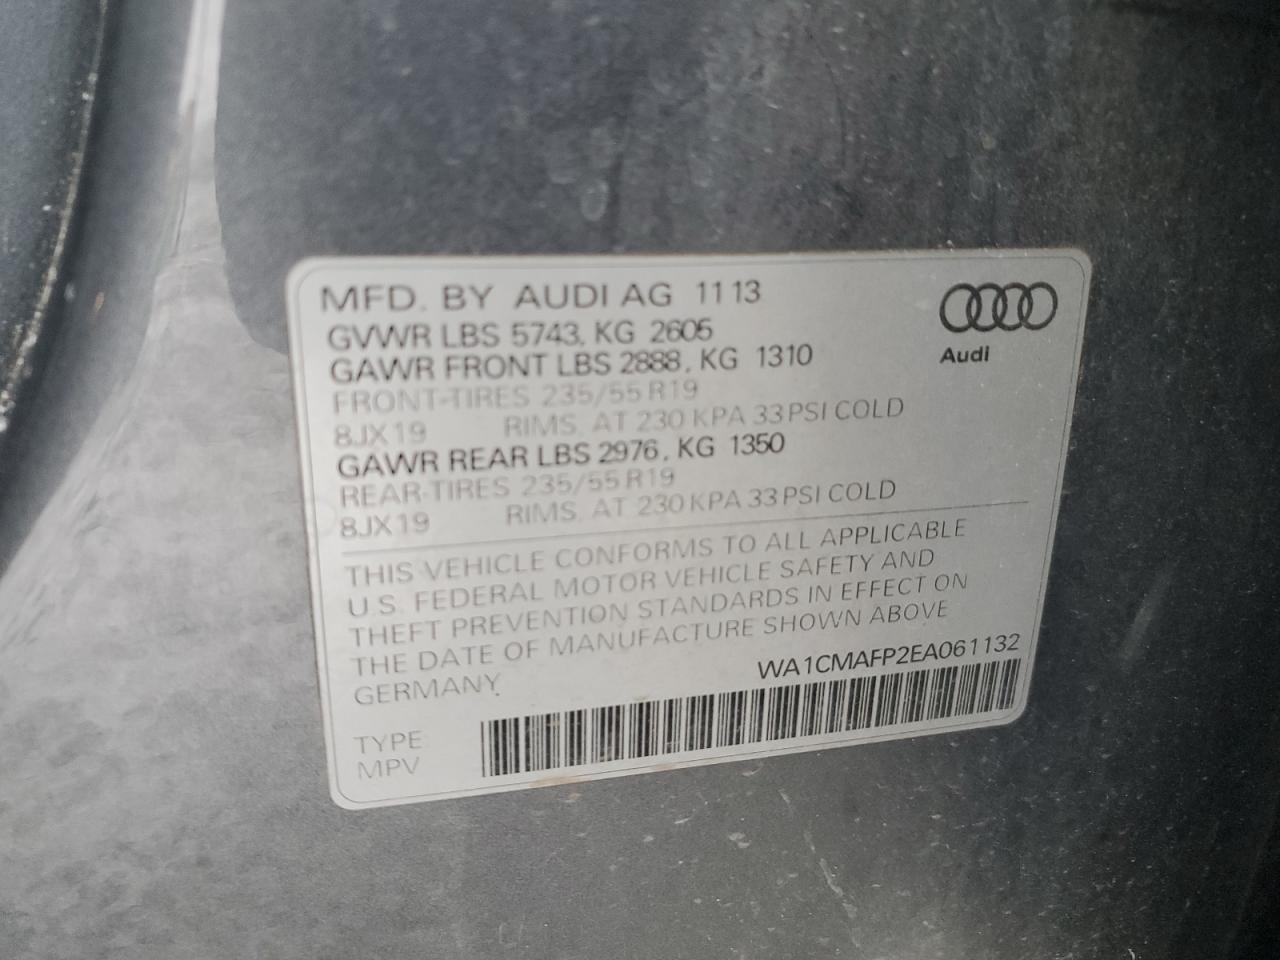 MFD. BY AUDI AG 11 13
GVWR LBS 5743, KG 2605
GAWR FRONT LBS 2888, KG 1310
FRONT-TIRES 235/55 R19
8JX19 RIMS, AT 230 KPA 33 PSI COLD
GAWR REAR LBS 2976, KG 1350
REAR-TIRES 235/55 R19
8JX19 RIMS, AT 230 KPA 33 PSI COLD
Audi
THIS VEHICLE CONFORMS TO ALL APPLICABLE
U.S. FEDERAL MOTOR VEHICLE SAFETY AND
THEFT PREVENTION STANDARDS IN EFFECT ON
THE DATE OF MANUFACTURE SHOWN ABOVE
GERMANY.
WA1CMAFP2EA061132
TYPE
MPV